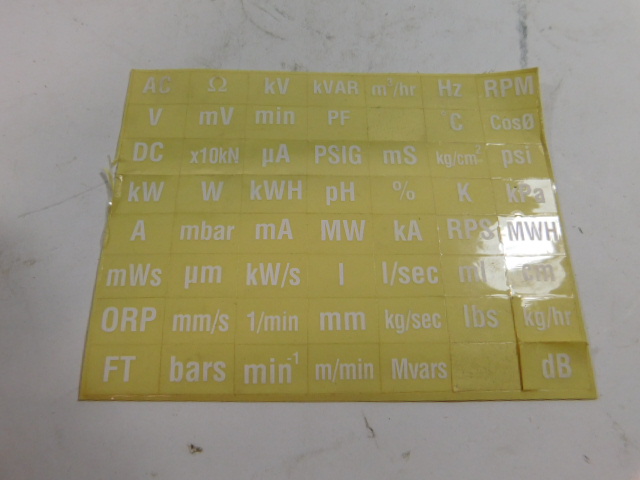 AC Ω kV kVAR m³/hr Hz RPM
V mV min PF °C CosØ
DC x10kN µA PSIG mS kg/cm² psi
kW W kWH pH % K kPa
A mbar mA MW kA RPS MWH
mWs µm kW/s l l/sec ml cm
ORP mm/s 1/min mm kg/sec lbs kg/hr
FT bars min⁻¹ m/min Mvars dB